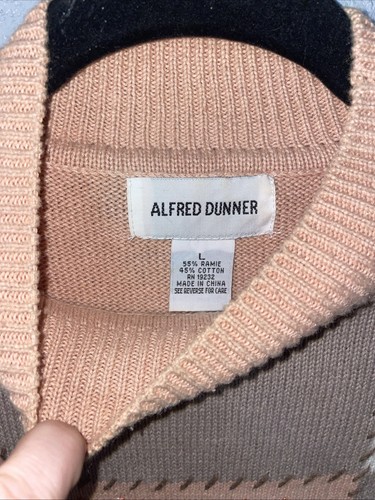 ALFRED DUNNER
L
55% RAMIE
45% COTTON
RN 19232
MADE IN CHINA
SEE REVERSE FOR CARE